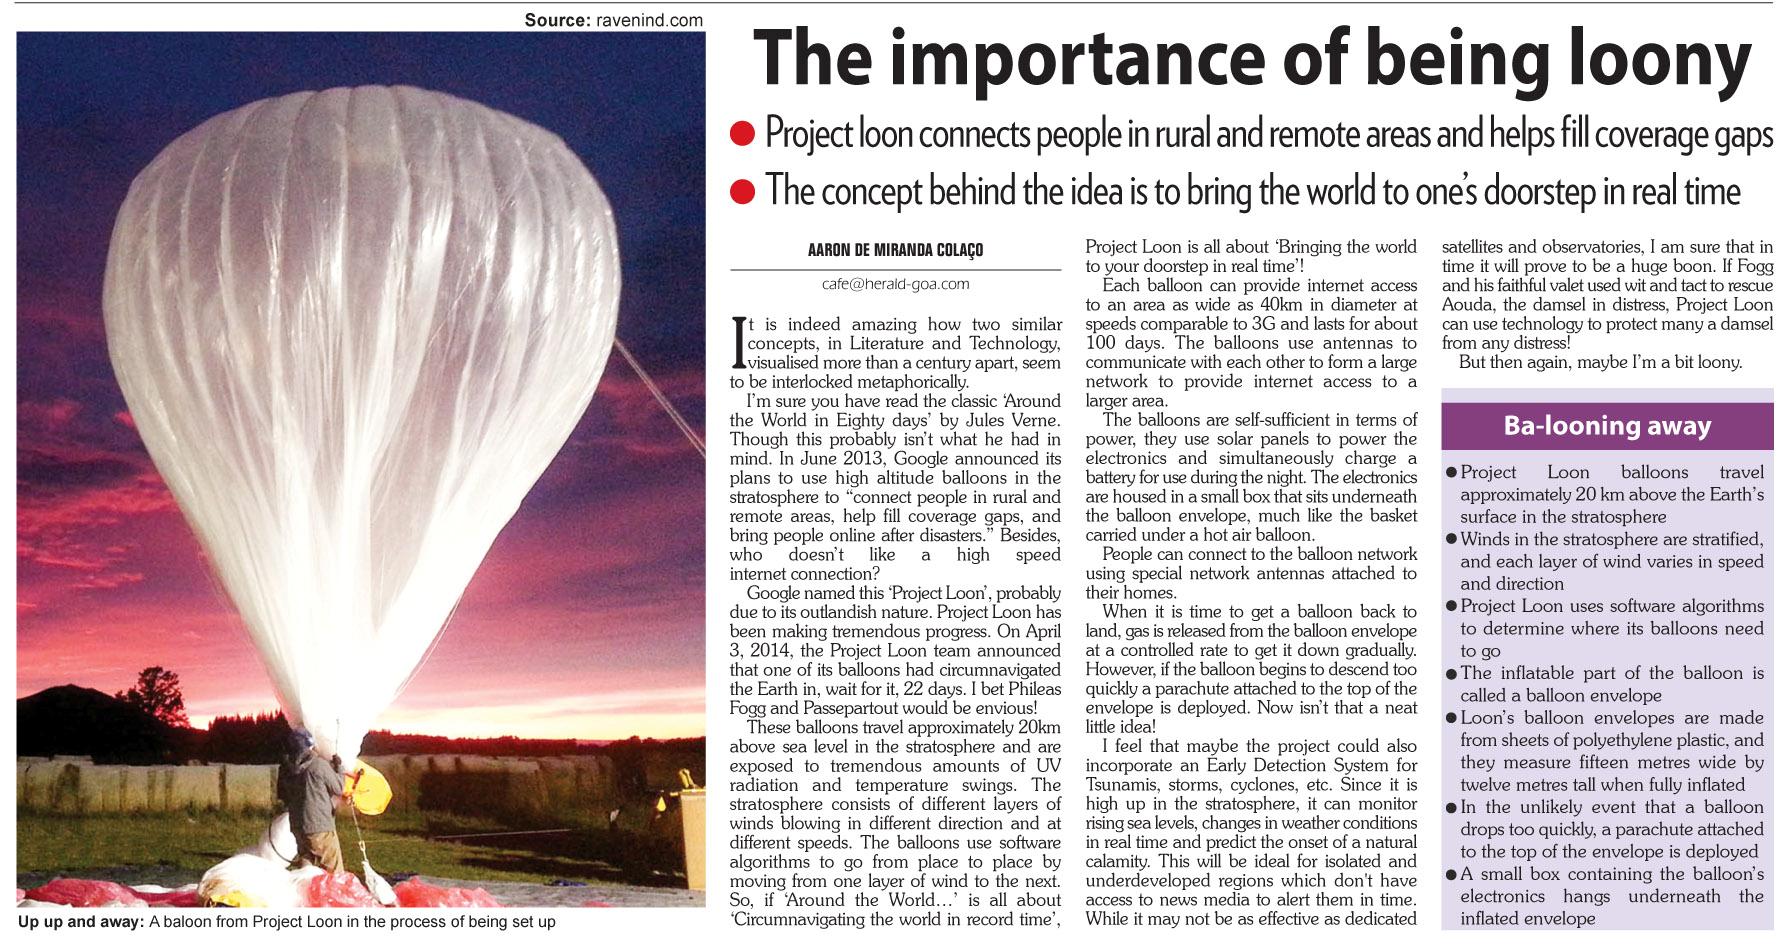 Source: ravenind.com
Up up and away: A baloon from Project Loon in the process of being set up
The importance of being loony
● Project loon connects people in rural and remote areas and helps fill coverage gaps
● The concept behind the idea is to bring the world to one's doorstep in real time
AARON DE MIRANDA COLAÇO
cafe@herald-goa.com
It is indeed amazing how two similar
concepts, in Literature and Technology,
visualised more than a century apart, seem
to be interlocked metaphorically.
I'm sure you have read the classic 'Around
the World in Eighty days' by Jules Verne.
Though this probably isn't what he had in
mind. In June 2013, Google announced its
plans to use high altitude balloons in the
stratosphere to "connect people in rural and
remote areas, help fill coverage gaps, and
bring people online after disasters." Besides,
who doesn't like a high speed
internet connection?
Google named this 'Project Loon', probably
due to its outlandish nature. Project Loon has
been making tremendous progress. On April
3, 2014, the Project Loon team announced
that one of its balloons had circumnavigated
the Earth in, wait for it, 22 days. I bet Phileas
Fogg and Passepartout would be envious!
These balloons travel approximately 20km
above sea level in the stratosphere and are
exposed to tremendous amounts of UV
radiation and temperature swings. The
stratosphere consists of different layers of
winds blowing in different direction and at
different speeds. The balloons use software
algorithms to go from place to place by
moving from one layer of wind to the next.
So, if 'Around the World...' is all about
'Circumnavigating the world in record time',
Project Loon is all about 'Bringing the world
to your doorstep in real time'!
Each balloon can provide internet access
to an area as wide as 40km in diameter at
speeds comparable to 3G and lasts for about
100 days. The balloons use antennas to
communicate with each other to form a large
network to provide internet access to a
larger area.
The balloons are self-sufficient in terms of
power, they use solar panels to power the
electronics and simultaneously charge a
battery for use during the night. The electronics
are housed in a small box that sits underneath
the balloon envelope, much like the basket
carried under a hot air balloon.
People can connect to the balloon network
using special network antennas attached to
their homes.
When it is time to get a balloon back to
land, gas is released from the balloon envelope
at a controlled rate to get it down gradually.
However, if the balloon begins to descend too
quickly a parachute attached to the top of the
envelope is deployed. Now isn't that a neat
little idea!
I feel that maybe the project could also
incorporate an Early Detection System for
Tsunamis, storms, cyclones, etc. Since it is
high up in the stratosphere, it can monitor
rising sea levels, changes in weather conditions
in real time and predict the onset of a natural
calamity. This will be ideal for isolated and
underdeveloped regions which don't have
access to news media to alert them in time.
While it may not be as effective as dedicated
satellites and observatories, I am sure that in
time it will prove to be a huge boon. If Fogg
and his faithful valet used wit and tact to rescue
Aouda, the damsel in distress, Project Loon
can use technology to protect many a damsel
from any distress!
But then again, maybe I'm a bit loony.
Ba-looning away
● Project Loon balloons travel
approximately 20 km above the Earth's
surface in the stratosphere
● Winds in the stratosphere are stratified,
and each layer of wind varies in speed
and direction
● Project Loon uses software algorithms
to determine where its balloons need
to go
● The inflatable part of the balloon is
called a balloon envelope
● Loon's balloon envelopes are made
from sheets of polyethylene plastic, and
they measure fifteen metres wide by
twelve metres tall when fully inflated
● In the unlikely event that a balloon
drops too quickly, a parachute attached
to the top of the envelope is deployed
● A small box containing the balloon's
electronics hangs underneath the
inflated envelope